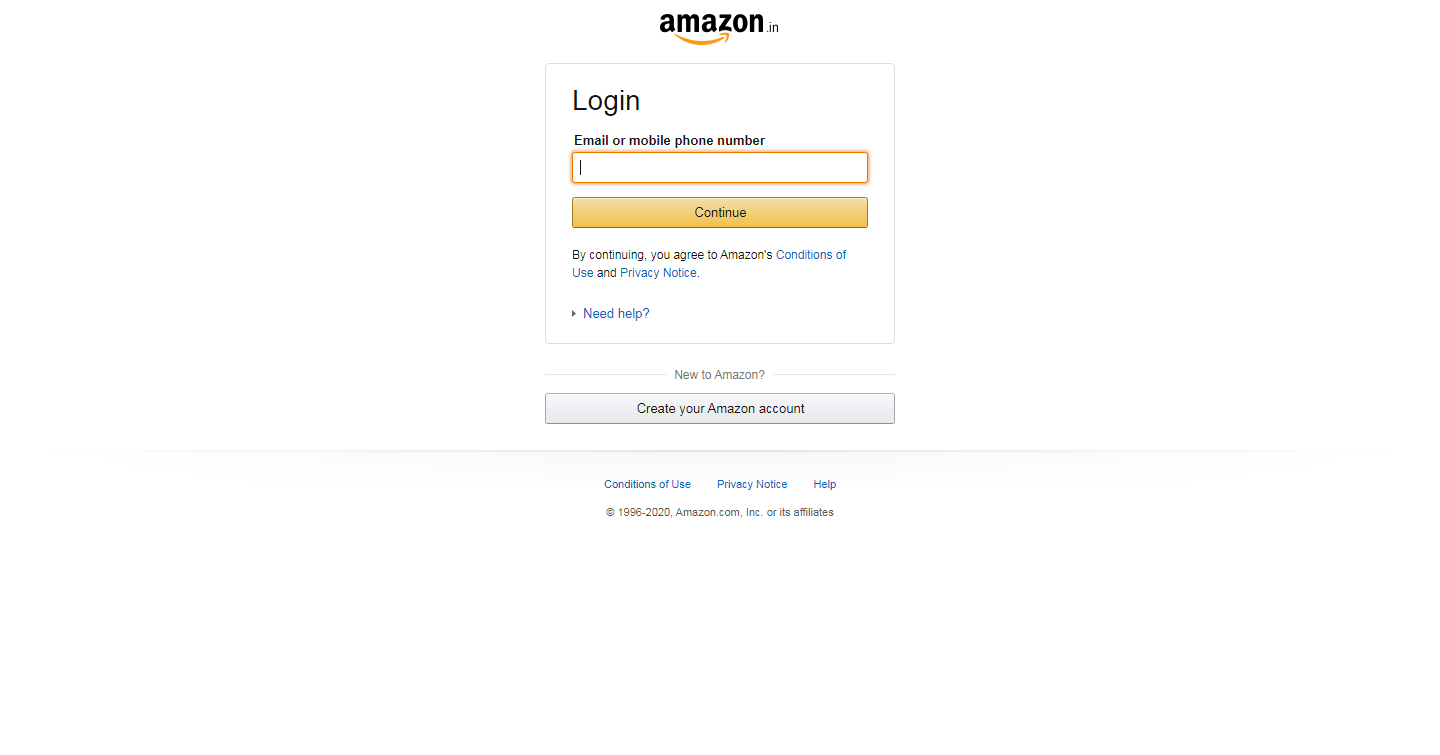 amazon.in
Login
Email or mobile phone number
Continue
By continuing, you agree to Amazon's Conditions of
Use and Privacy Notice.
Need help?
New to Amazon?
Create your Amazon account
Conditions of Use Privacy Notice Help
© 1996-2020, Amazon.com, Inc. or its affiliates